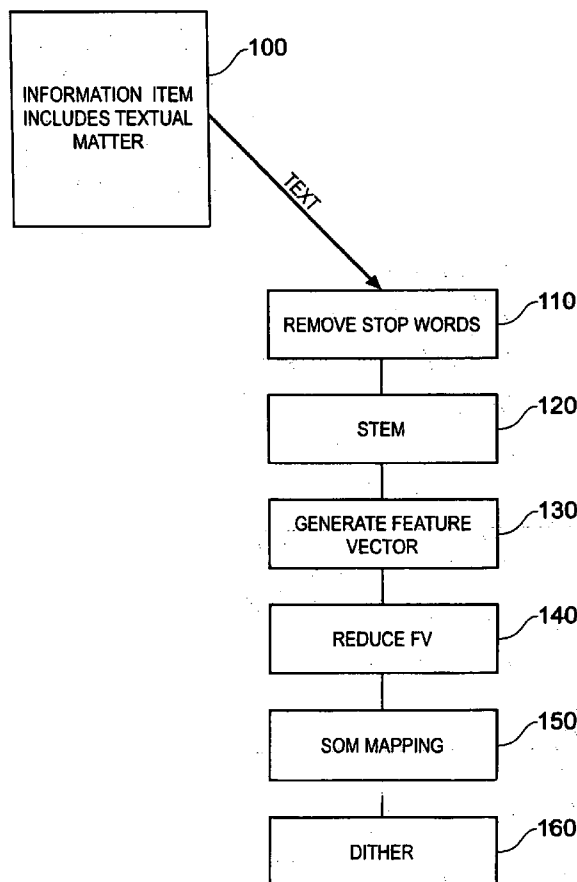 100
INFORMATION ITEM
INCLUDES TEXTUAL
MATTER
TEXT
REMOVE STOP WORDS
110
STEM
120
GENERATE FEATURE
VECTOR
130
REDUCE FV
140
SOM MAPPING
150
DITHER
160